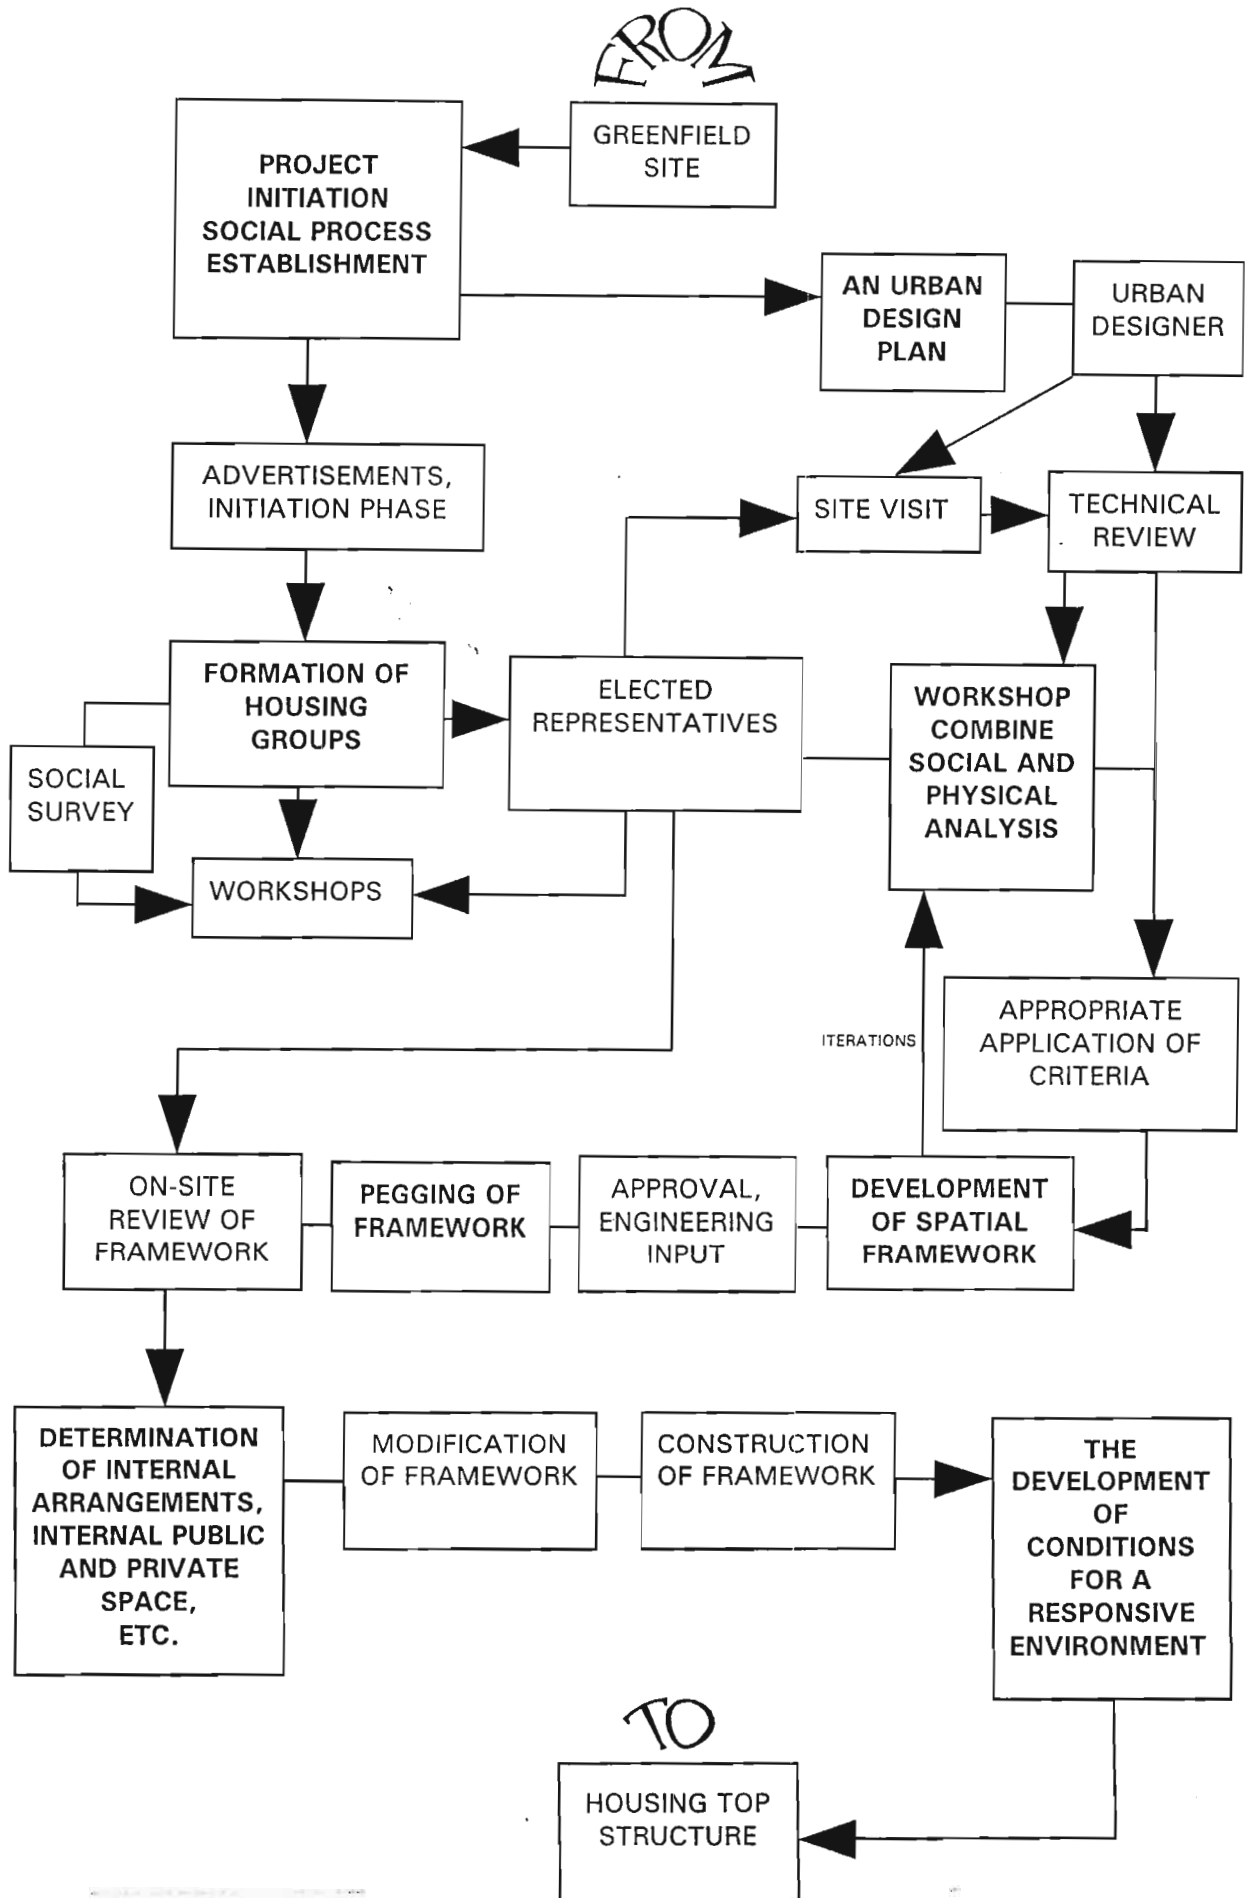 FROM
GREENFIELD
SITE
PROJECT
INITIATION
SOCIAL PROCESS
ESTABLISHMENT
AN URBAN
DESIGN
PLAN
URBAN
DESIGNER
ADVERTISEMENTS,
INITIATION PHASE
SITE VISIT
TECHNICAL
REVIEW
FORMATION OF
HOUSING
GROUPS
ELECTED
REPRESENTATIVES
WORKSHOP
COMBINE
SOCIAL AND
PHYSICAL
ANALYSIS
SOCIAL
SURVEY
WORKSHOPS
APPROPRIATE
APPLICATION OF
CRITERIA
ITERATIONS
ON-SITE
REVIEW OF
FRAMEWORK
PEGGING OF
FRAMEWORK
APPROVAL,
ENGINEERING
INPUT
DEVELOPMENT
OF SPATIAL
FRAMEWORK
DETERMINATION
OF INTERNAL
ARRANGEMENTS,
INTERNAL PUBLIC
AND PRIVATE
SPACE,
ETC.
MODIFICATION
OF FRAMEWORK
CONSTRUCTION
OF FRAMEWORK
THE
DEVELOPMENT
OF
CONDITIONS
FOR A
RESPONSIVE
ENVIRONMENT
TO
HOUSING TOP
STRUCTURE